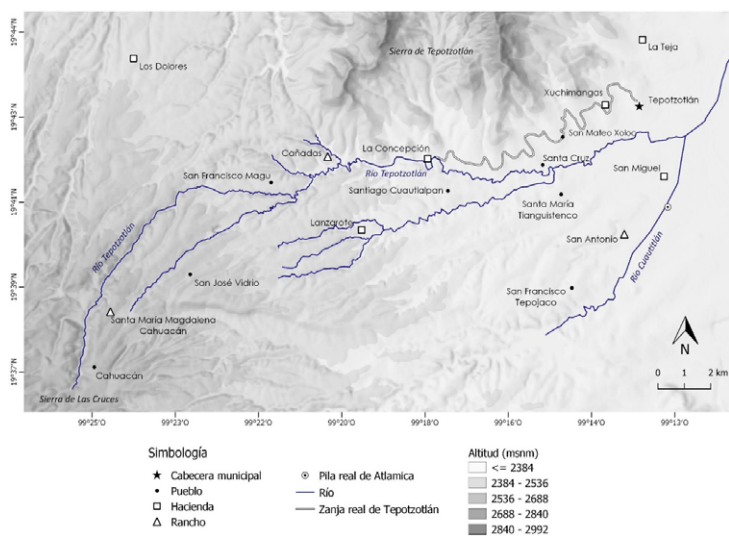 19°44'N
19°43'N
19°41'N
19°39'N
19°37'N
Sierra de Tepotzotlán
La Teja
Los Dolores
Xuchimangas
Tepotzotlán
San Mateo Xoloc
La Concepción
Cañadas
Santa Cruz
Río Tepotzotlán
San Miguel
San Francisco Magu
Santiago Cuautlalpan
Santa María
Tianguistenco
Lanzarote
San Antonio
Río Cuautitlán
Río Tepotzotlán
San José Vidrio
San Francisco
Tepojaco
Santa María Magdalena
Cahuacán
N
Cahuacán
0 1 2 km
Sierra de Las Cruces
99°25'O 99°23'O 99°22'O 99°20'O 99°18'O 99°16'O 99°14'O 99°13'O
Simbología
Cabecera municipal
Pueblo
Hacienda
Rancho
Pila real de Atlamica
Río
Zanja real de Tepotzotlán
Altitud (msnm)
<= 2384
2384 - 2536
2536 - 2688
2688 - 2840
2840 - 2992